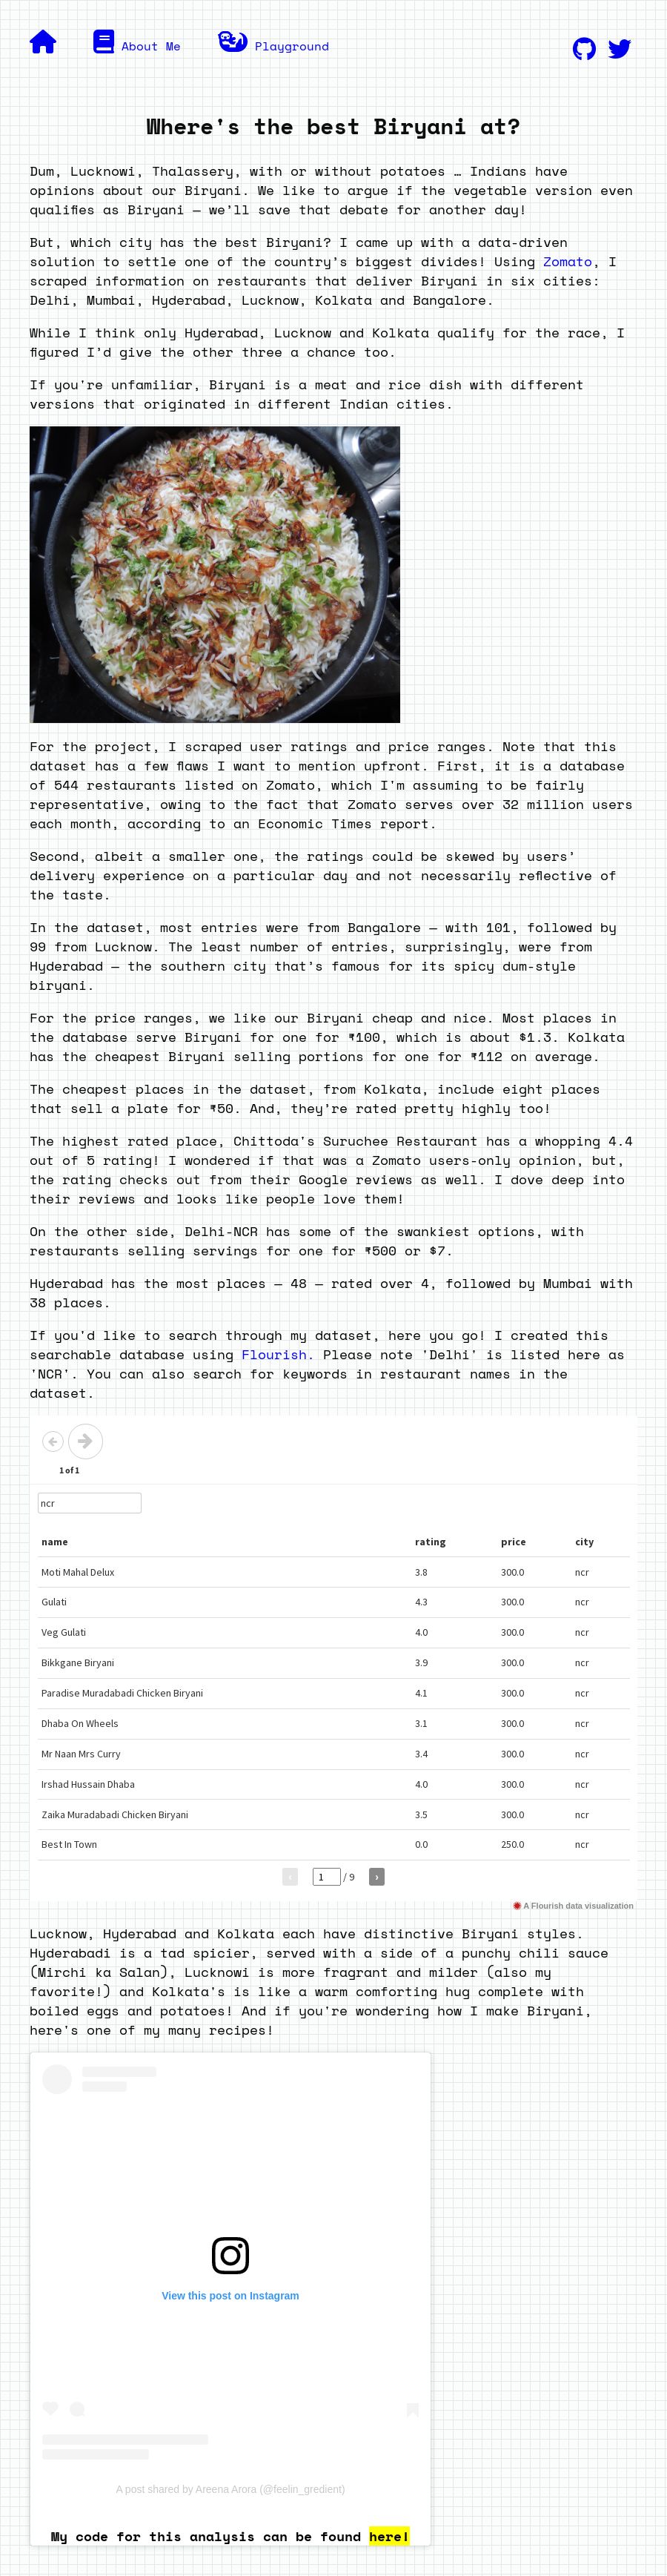 About Me
Playground
Where's the best Biryani at?
Dum, Lucknowi, Thalassery, with or without potatoes … Indians have
opinions about our Biryani. We like to argue if the vegetable version even
qualifies as Biryani — we’ll save that debate for another day!
But, which city has the best Biryani? I came up with a data-driven
solution to settle one of the country’s biggest divides! Using Zomato, I
scraped information on restaurants that deliver Biryani in six cities:
Delhi, Mumbai, Hyderabad, Lucknow, Kolkata and Bangalore.
While I think only Hyderabad, Lucknow and Kolkata qualify for the race, I
figured I’d give the other three a chance too.
If you're unfamiliar, Biryani is a meat and rice dish with different
versions that originated in different Indian cities.
For the project, I scraped user ratings and price ranges. Note that this
dataset has a few flaws I want to mention upfront. First, it is a database
of 544 restaurants listed on Zomato, which I'm assuming to be fairly
representative, owing to the fact that Zomato serves over 32 million users
each month, according to an Economic Times report.
Second, albeit a smaller one, the ratings could be skewed by users’
delivery experience on a particular day and not necessarily reflective of
the taste.
In the dataset, most entries were from Bangalore — with 101, followed by
99 from Lucknow. The least number of entries, surprisingly, were from
Hyderabad — the southern city that’s famous for its spicy dum-style
biryani.
For the price ranges, we like our Biryani cheap and nice. Most places in
the database serve Biryani for one for ₹100, which is about $1.3. Kolkata
has the cheapest Biryani selling portions for one for ₹112 on average.
The cheapest places in the dataset, from Kolkata, include eight places
that sell a plate for ₹50. And, they’re rated pretty highly too!
The highest rated place, Chittoda's Suruchee Restaurant has a whopping 4.4
out of 5 rating! I wondered if that was a Zomato users-only opinion, but,
the rating checks out from their Google reviews as well. I dove deep into
their reviews and looks like people love them!
On the other side, Delhi-NCR has some of the swankiest options, with
restaurants selling servings for one for ₹500 or $7.
Hyderabad has the most places — 48 — rated over 4, followed by Mumbai with
38 places.
If you'd like to search through my dataset, here you go! I created this
searchable database using Flourish. Please note 'Delhi' is listed here as
'NCR'. You can also search for keywords in restaurant names in the
dataset.
1 of 1
ncr
name rating price city
Moti Mahal Delux 3.8 300.0 ncr
Gulati 4.3 300.0 ncr
Veg Gulati 4.0 300.0 ncr
Bikkgane Biryani 3.9 300.0 ncr
Paradise Muradabadi Chicken Biryani 4.1 300.0 ncr
Dhaba On Wheels 3.1 300.0 ncr
Mr Naan Mrs Curry 3.4 300.0 ncr
Irshad Hussain Dhaba 4.0 300.0 ncr
Zaika Muradabadi Chicken Biryani 3.5 300.0 ncr
Best In Town 0.0 250.0 ncr
‹ 1 / 9 ›
A Flourish data visualization
Lucknow, Hyderabad and Kolkata each have distinctive Biryani styles.
Hyderabadi is a tad spicier, served with a side of a punchy chili sauce
(Mirchi ka Salan), Lucknowi is more fragrant and milder (also my
favorite!) and Kolkata's is like a warm comforting hug complete with
boiled eggs and potatoes! And if you're wondering how I make Biryani,
here's one of my many recipes!
View this post on Instagram
A post shared by Areena Arora (@feelin_gredient)
My code for this analysis can be found here!